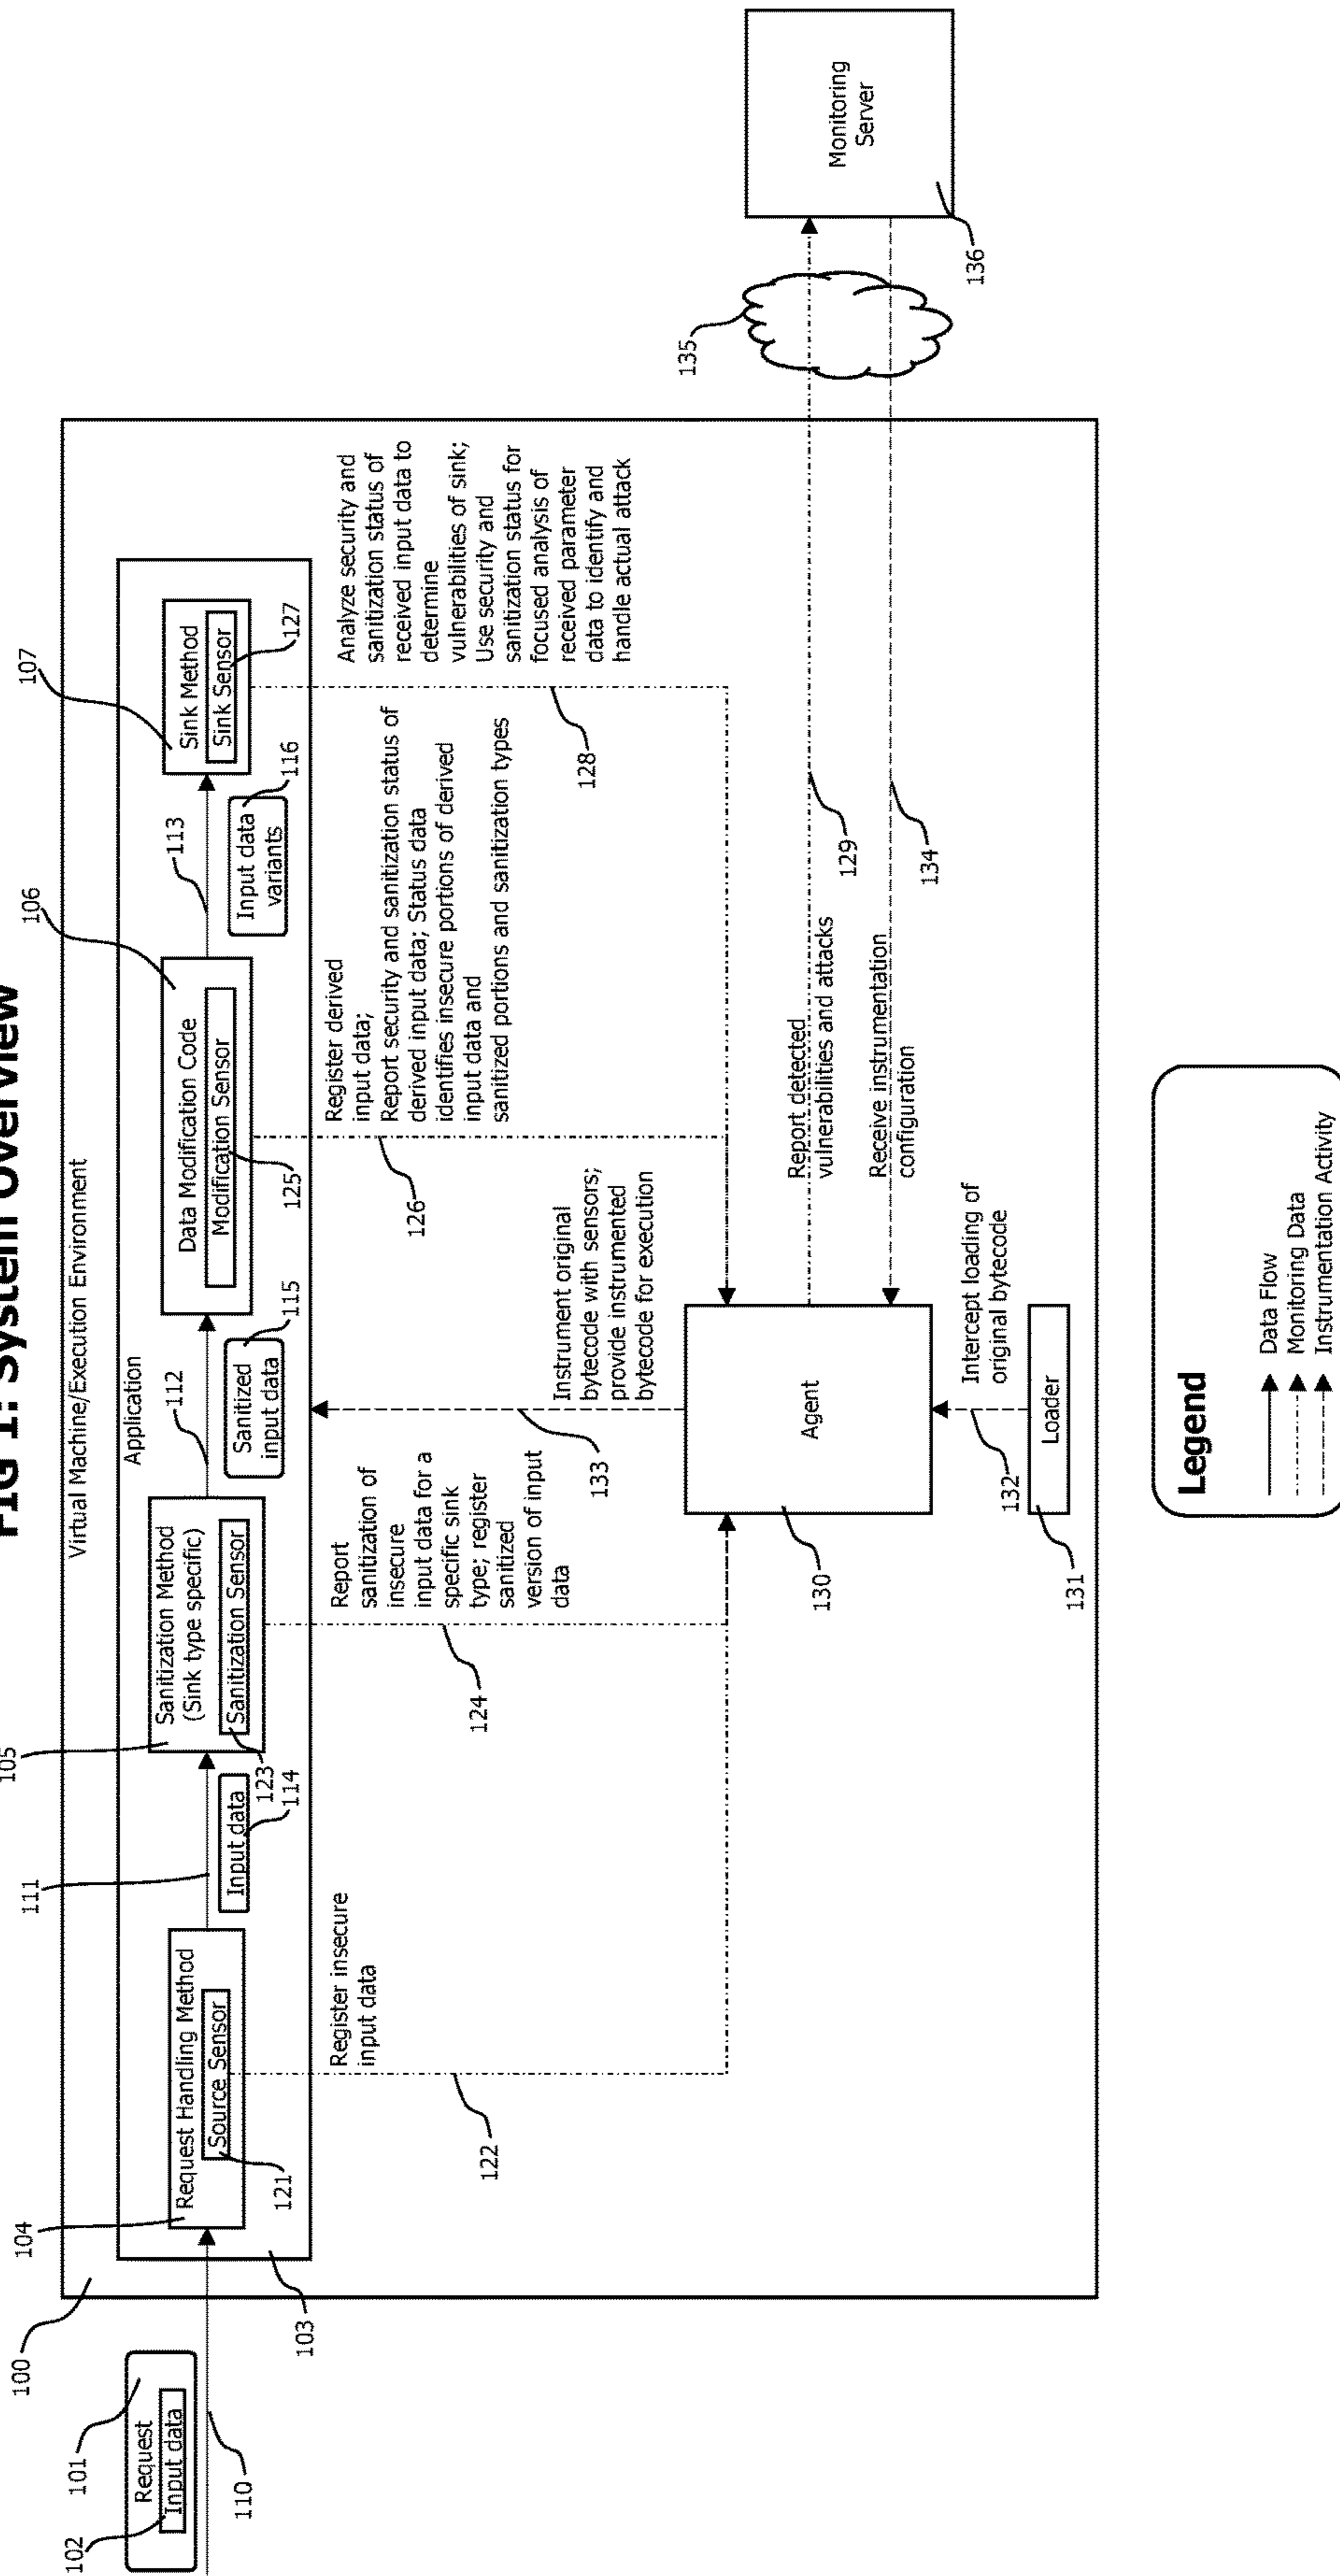 FIG 1: System Overview
100
Virtual Machine/Execution Environment
101
Request
102
Input data
110
103
Application
104
Request Handling Method
Source Sensor
121
111
Input data
114
105
Sanitization Method
(Sink type specific)
Sanitization Sensor
123
112
Sanitized
input data
115
106
Data Modification Code
Modification Sensor
125
113
Input data
variants
116
107
Sink Method
Sink Sensor
127
Register insecure
input data
122
Report
sanitization of
insecure
input data for a
specific sink
type; register
sanitized
version of input
data
124
Register derived
input data;
Report security and sanitization status of
derived input data; Status data
identifies insecure portions of derived
input data and
sanitized portions and sanitization types
126
Analyze security and
sanitization status of
received input data to
determine
vulnerabilities of sink;
Use security and
sanitization status for
focused analysis of
received parameter
data to identify and
handle actual attack
128
Instrument original
bytecode with sensors;
provide instrumented
bytecode for execution
133
Agent
130
Report detected
vulnerabilities and attacks
129
Receive instrumentation
configuration
134
Intercept loading of
original bytecode
132
Loader
131
135
Monitoring
Server
136
Legend
Data Flow
Monitoring Data
Instrumentation Activity